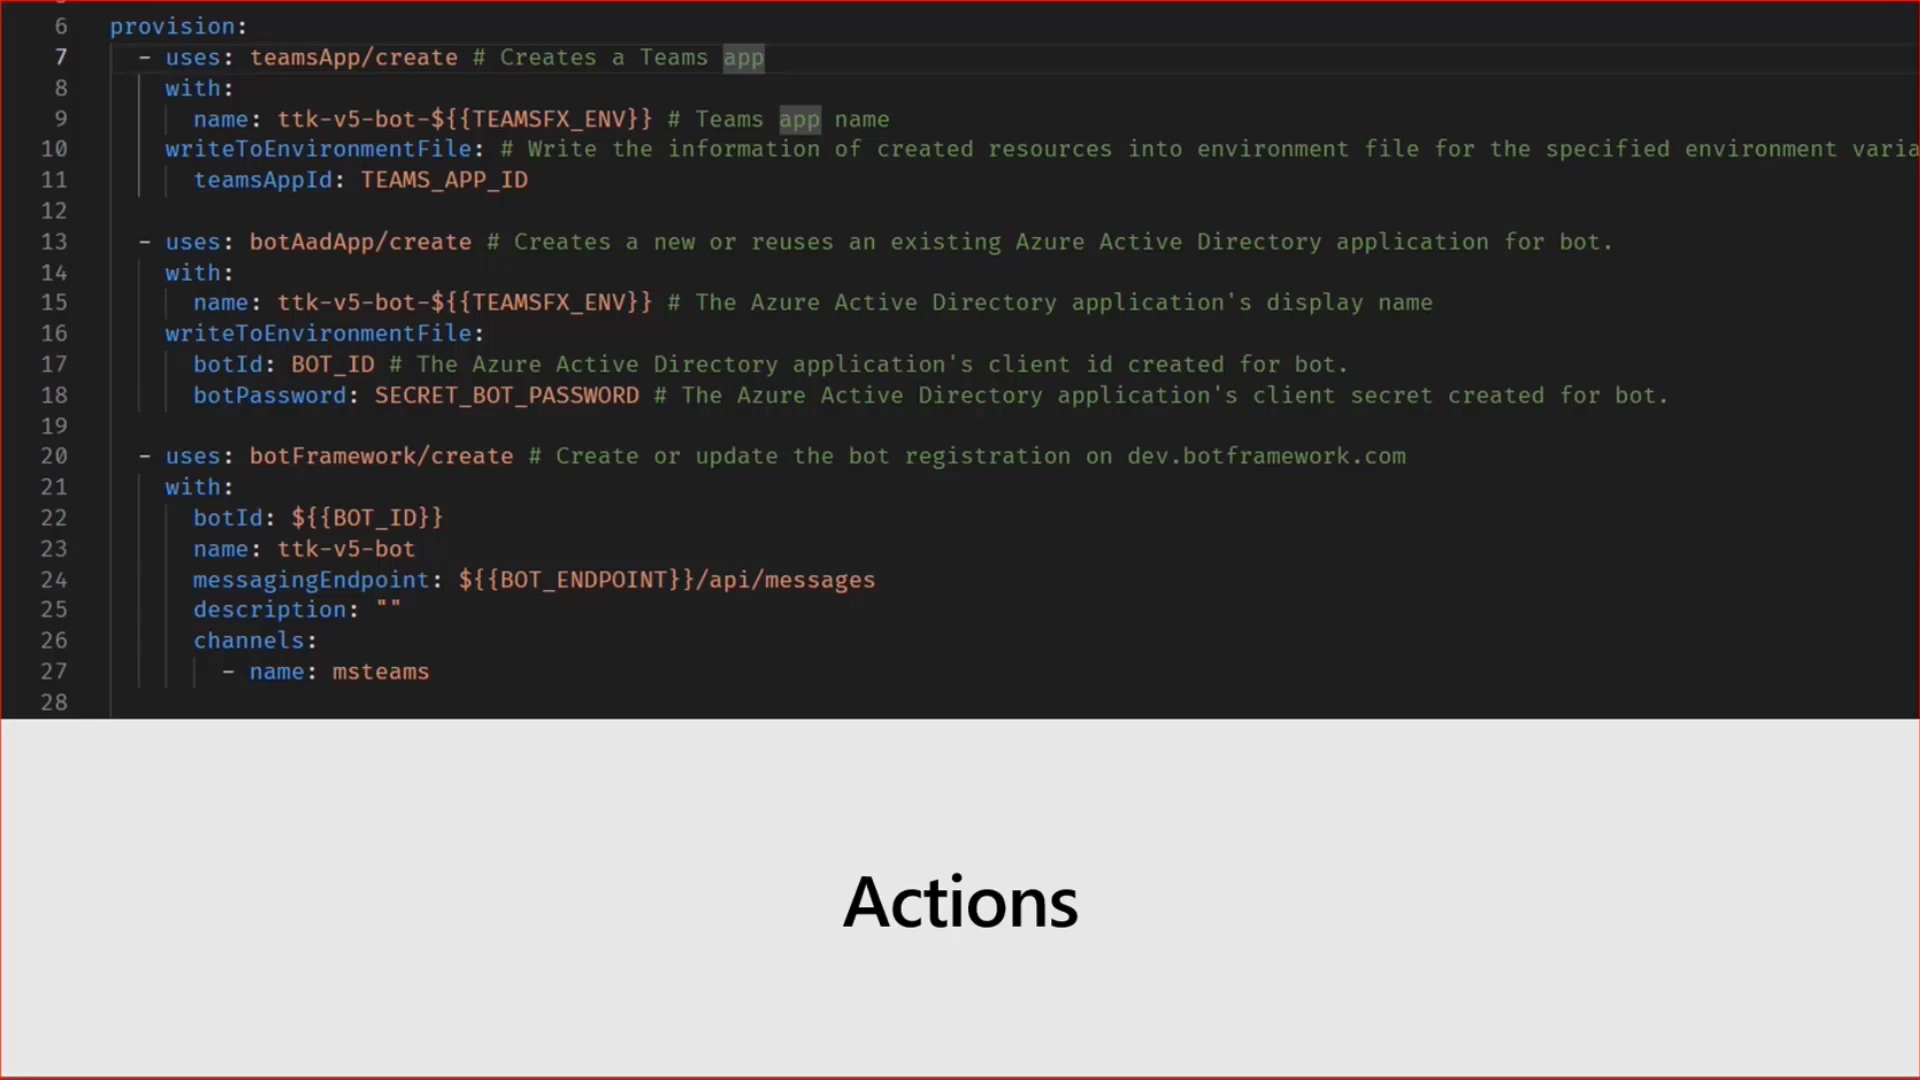 6 provision:
7 - uses: teamsApp/create # Creates a Teams app
8 with:
9 name: ttk-v5-bot-${{TEAMSFX_ENV}} # Teams app name
10 writeToEnvironmentFile: # Write the information of created resources into environment file for the specified environment varia
11 teamsAppId: TEAMS_APP_ID
12
13 - uses: botAadApp/create # Creates a new or reuses an existing Azure Active Directory application for bot.
14 with:
15 name: ttk-v5-bot-${{TEAMSFX_ENV}} # The Azure Active Directory application's display name
16 writeToEnvironmentFile:
17 botId: BOT_ID # The Azure Active Directory application's client id created for bot.
18 botPassword: SECRET_BOT_PASSWORD # The Azure Active Directory application's client secret created for bot.
19
20 - uses: botFramework/create # Create or update the bot registration on dev.botframework.com
21 with:
22 botId: ${{BOT_ID}}
23 name: ttk-v5-bot
24 messagingEndpoint: ${{BOT_ENDPOINT}}/api/messages
25 description: ""
26 channels:
27 - name: msteams
28
Actions